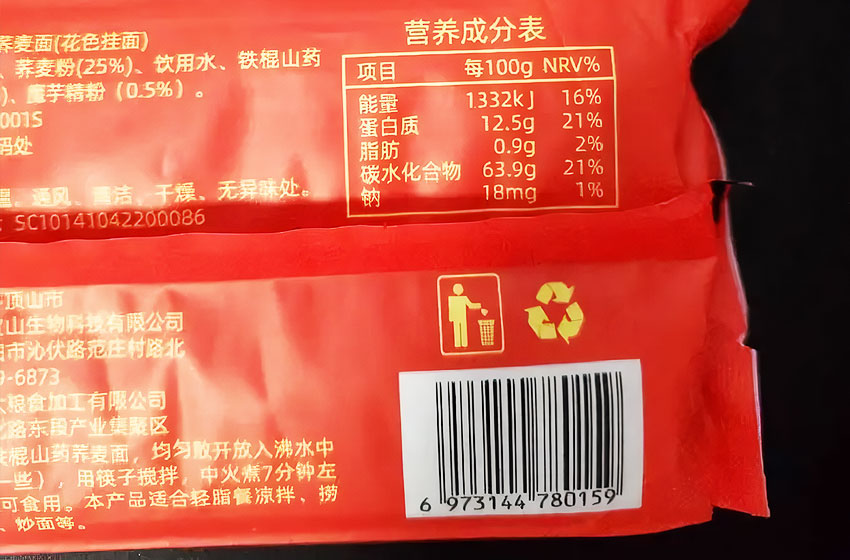 荞麦面(花色挂面)
、荞麦粉(25%)、饮用水、铁棍山药
)、魔芋精粉（0.5%）。
001S
码处
温、通风、清洁、干燥、无异味处。
: SC10141042200086
营养成分表
项目 每100g NRV%
能量 1332kJ 16%
蛋白质 12.5g 21%
脂肪 0.9g 2%
碳水化合物 63.9g 21%
钠 18mg 1%
顶山市
山生物科技有限公司
市沁伏路范庄村路北
9-6873
粮食加工有限公司
路东段产业集聚区
铁棍山药荞麦面，均匀散开放入沸水中
一些），用筷子搅拌，中火煮7分钟左
可食用。本产品适合轻脂餐凉拌、捞
、炒面等。
6 973144 780159